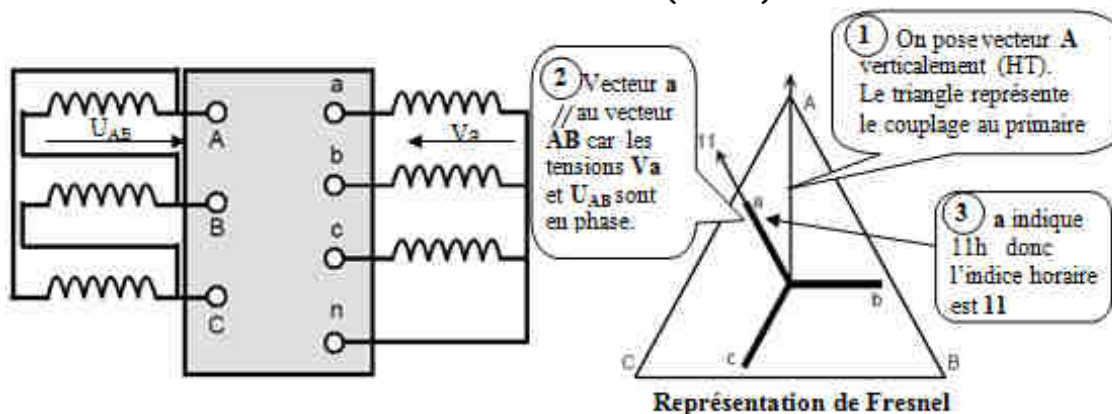 A
B
C
U_AB
a
b
c
n
Va
1 On pose vecteur A
verticalement (HT).
Le triangle représente
le couplage au primaire
2 Vecteur a
// au vecteur
AB car les
tensions Va
et U_AB sont
en phase.
3 a indique
11h donc
l'indice horaire
est 11
A
11
a
b
c
C
B
Représentation de Fresnel